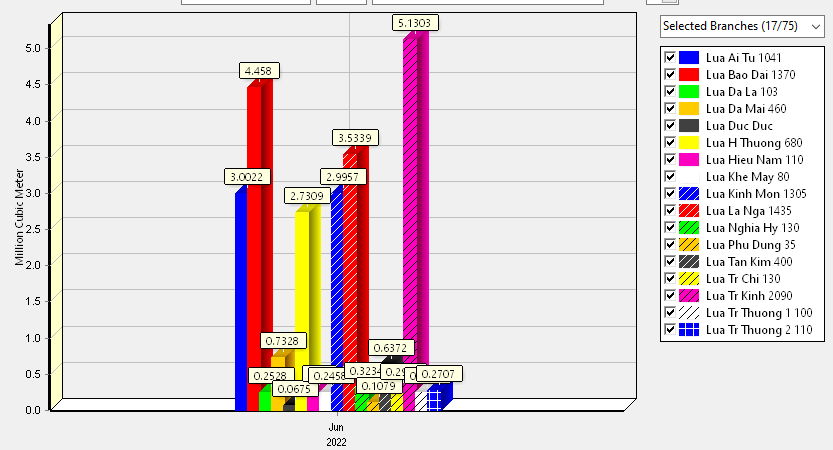 Selected Branches (17/75)
5.1303
5.0
4.458
4.5
4.0
3.5339
3.5
3.0022
2.9957
3.0
2.7309
2.5
Million Cubic Meter
2.0
1.5
1.0
0.7328
0.6372
0.5
0.2528
0.2458
0.3234
0.2707
0.0675
0.1079
0.0
Jun
2022
Lua Ai Tu 1041
Lua Bao Dai 1370
Lua Da La 103
Lua Da Mai 460
Lua Duc Duc
Lua H Thuong 680
Lua Hieu Nam 110
Lua Khe May 80
Lua Kinh Mon 1305
Lua La Nga 1435
Lua Nghia Hy 130
Lua Phu Dung 35
Lua Tan Kim 400
Lua Tr Chi 130
Lua Tr Kinh 2090
Lua Tr Thuong 1 100
Lua Tr Thuong 2 110